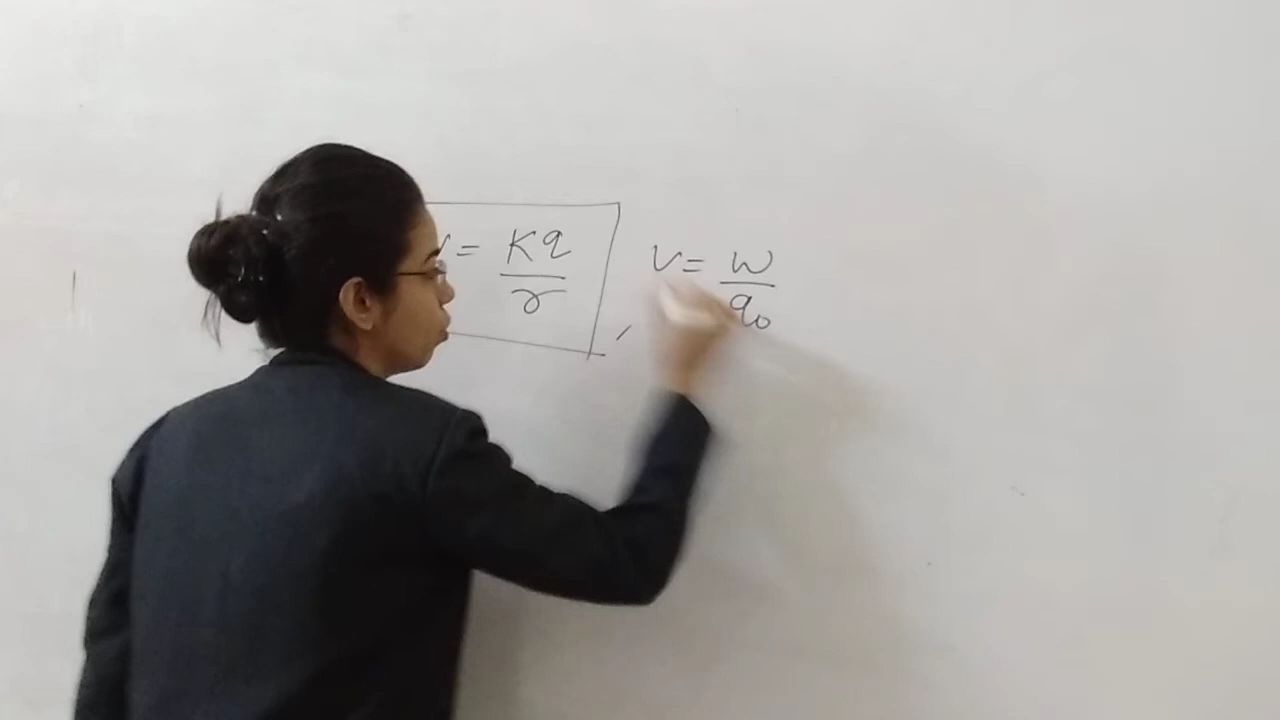 V = Kq / r , V = W / q₀